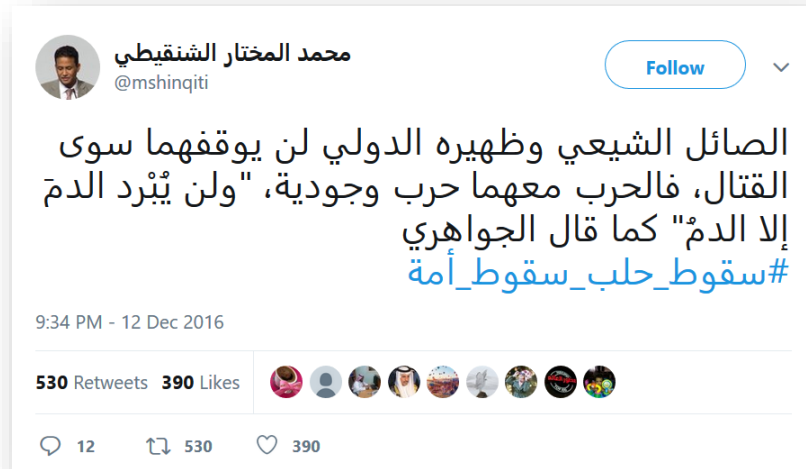 محمد المختار الشنقيطي
@mshinqiti
Follow
الصائل الشيعي وظهيره الدولي لن يوقفهما سوى
القتال، فالحرب معهما حرب وجودية، "ولن يُبْرد الدمَ
إلا الدمُ" كما قال الجواهري
#سقوط_حلب_سقوط_أمة
9:34 PM - 12 Dec 2016
530 Retweets 390 Likes
12 530 390